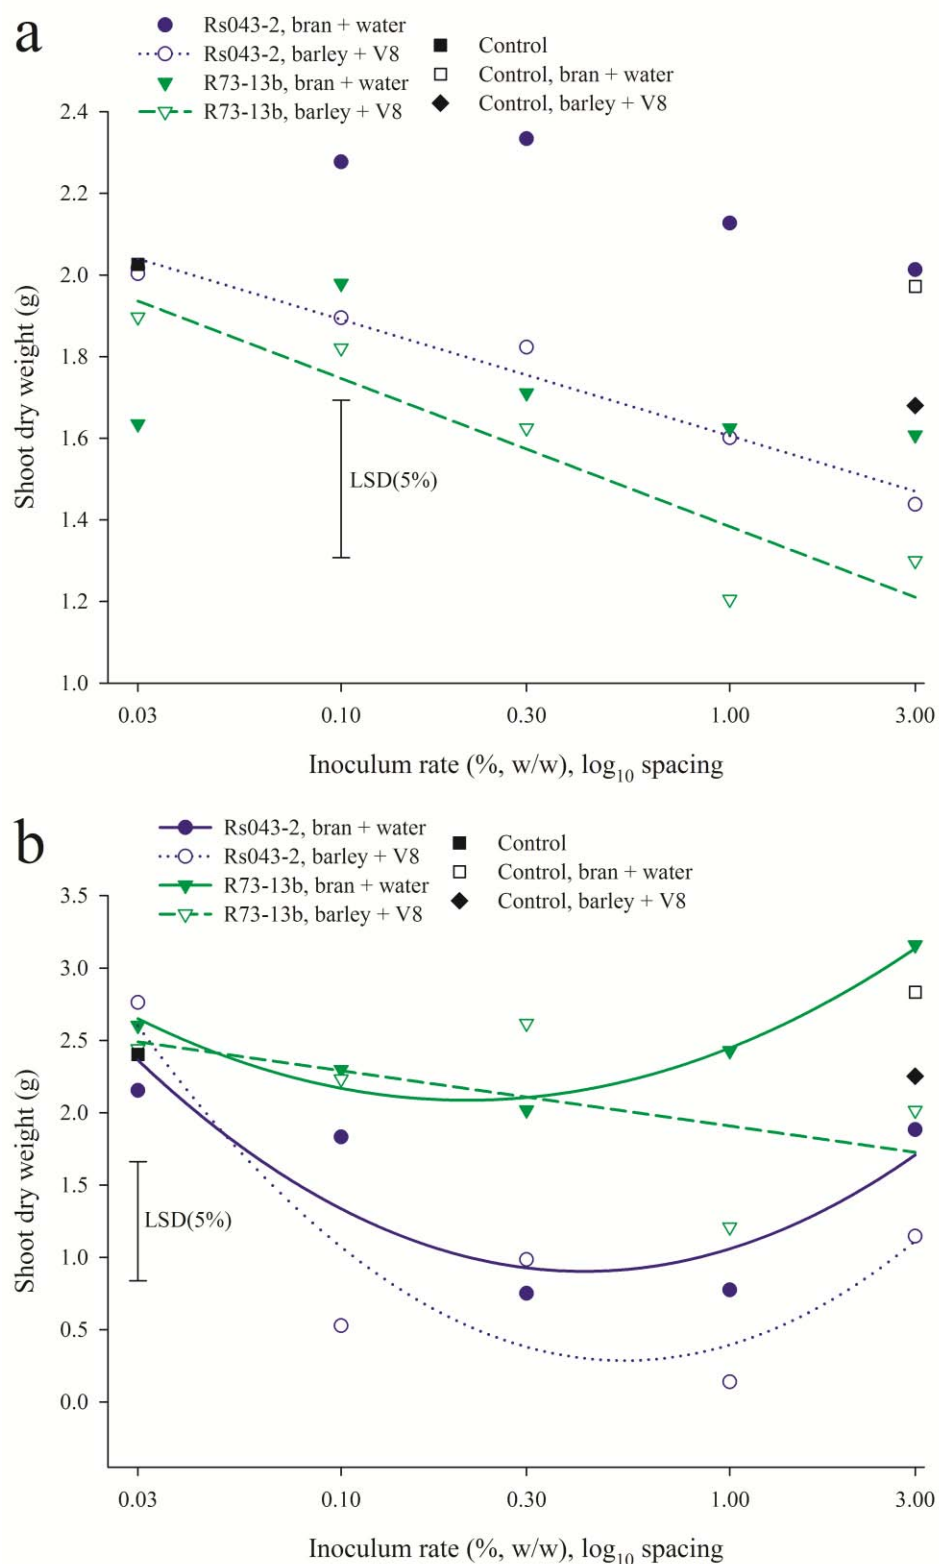 a
Rs043-2, bran + water
Rs043-2, barley + V8
R73-13b, bran + water
R73-13b, barley + V8
Control
Control, bran + water
Control, barley + V8
2.4
2.2
2.0
1.8
1.6
1.4
1.2
1.0
Shoot dry weight (g)
LSD(5%)
0.03 0.10 0.30 1.00 3.00
Inoculum rate (%, w/w), log10 spacing
b
Rs043-2, bran + water
Rs043-2, barley + V8
R73-13b, bran + water
R73-13b, barley + V8
Control
Control, bran + water
Control, barley + V8
3.5
3.0
2.5
2.0
1.5
1.0
0.5
0.0
Shoot dry weight (g)
LSD(5%)
0.03 0.10 0.30 1.00 3.00
Inoculum rate (%, w/w), log10 spacing